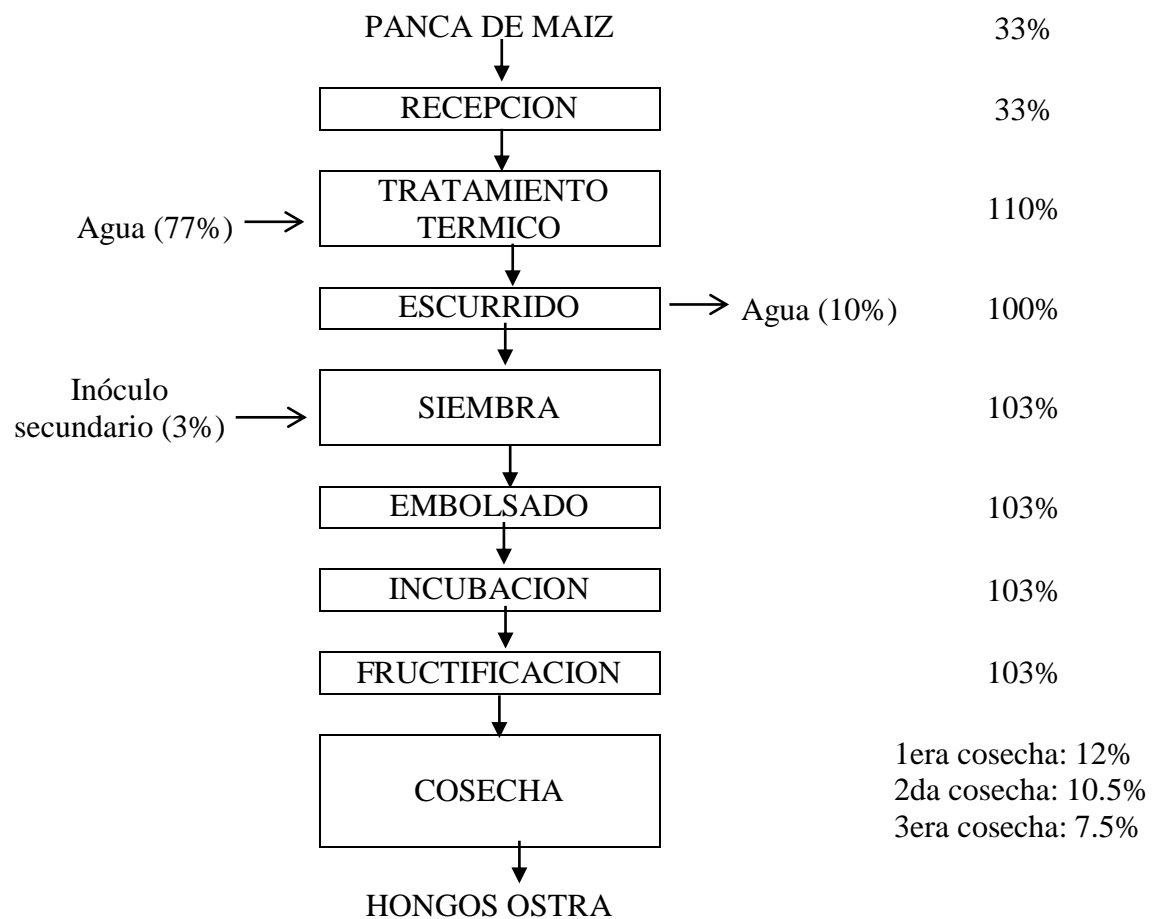 PANCA DE MAIZ
33%
RECEPCION
33%
TRATAMIENTO
TERMICO
110%
Agua (77%)
ESCURRIDO
Agua (10%)
100%
Inóculo
secundario (3%)
SIEMBRA
103%
EMBOLSADO
103%
INCUBACION
103%
FRUCTIFICACION
103%
COSECHA
1era cosecha: 12%
2da cosecha: 10.5%
3era cosecha: 7.5%
HONGOS OSTRA